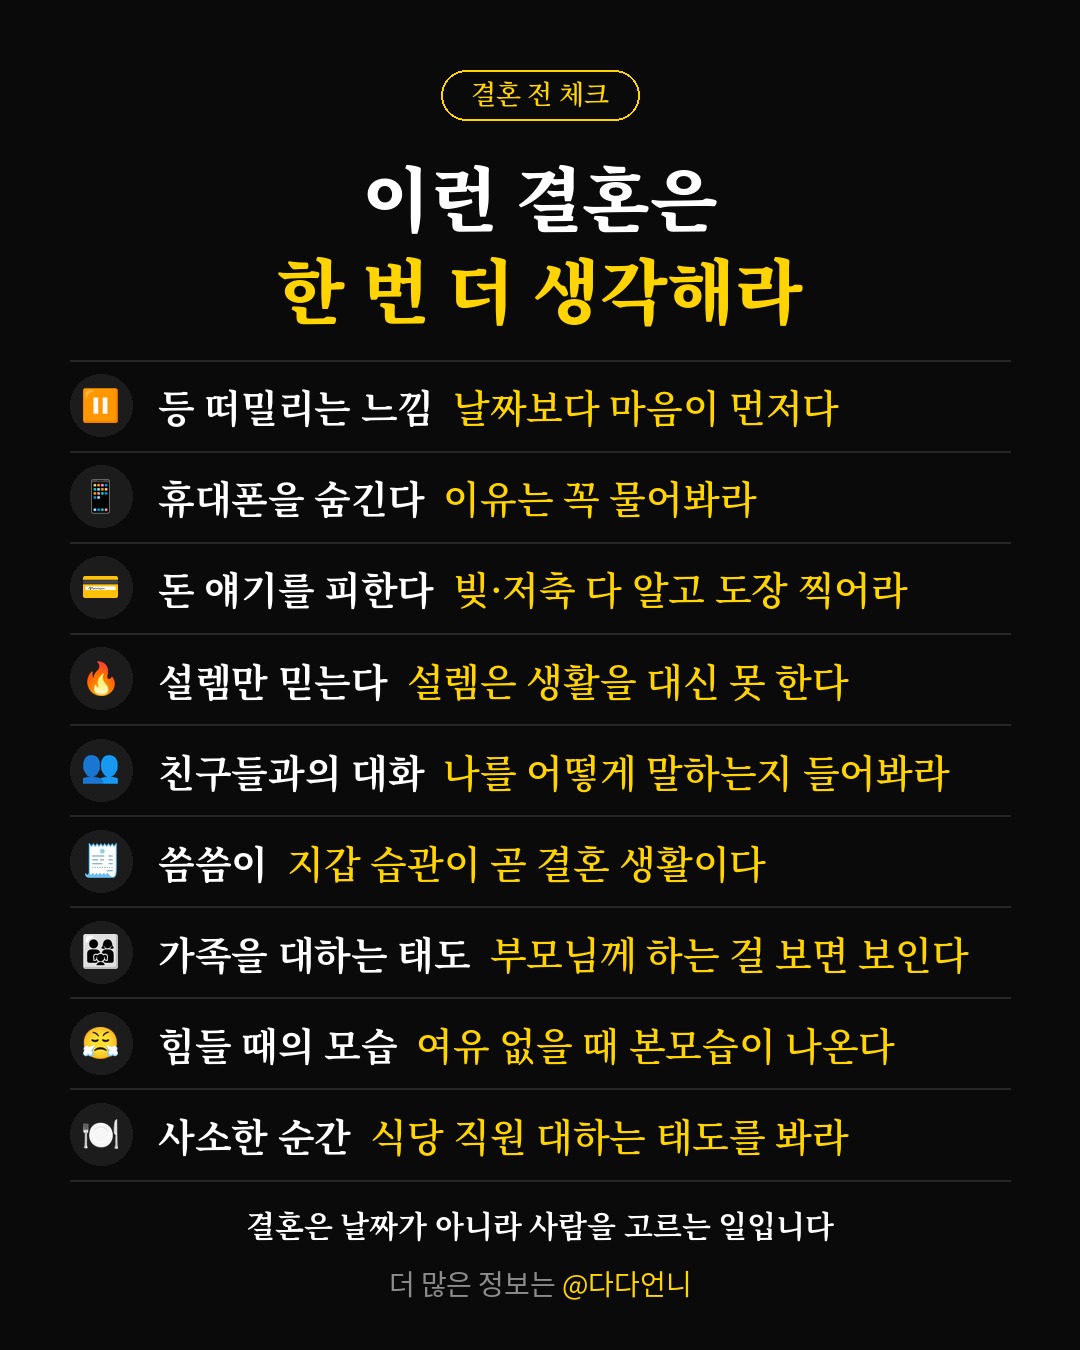 결혼 전 체크
이런 결혼은
한 번 더 생각해라
등 떠밀리는 느낌 날짜보다 마음이 먼저다
휴대폰을 숨긴다 이유는 꼭 물어봐라
돈 얘기를 피한다 빚·저축 다 알고 도장 찍어라
설렘만 믿는다 설렘은 생활을 대신 못 한다
친구들과의 대화 나를 어떻게 말하는지 들어봐라
씀씀이 지갑 습관이 곧 결혼 생활이다
가족을 대하는 태도 부모님께 하는 걸 보면 보인다
힘들 때의 모습 여유 없을 때 본모습이 나온다
사소한 순간 식당 직원 대하는 태도를 봐라
결혼은 날짜가 아니라 사람을 고르는 일입니다
더 많은 정보는 @다다언니